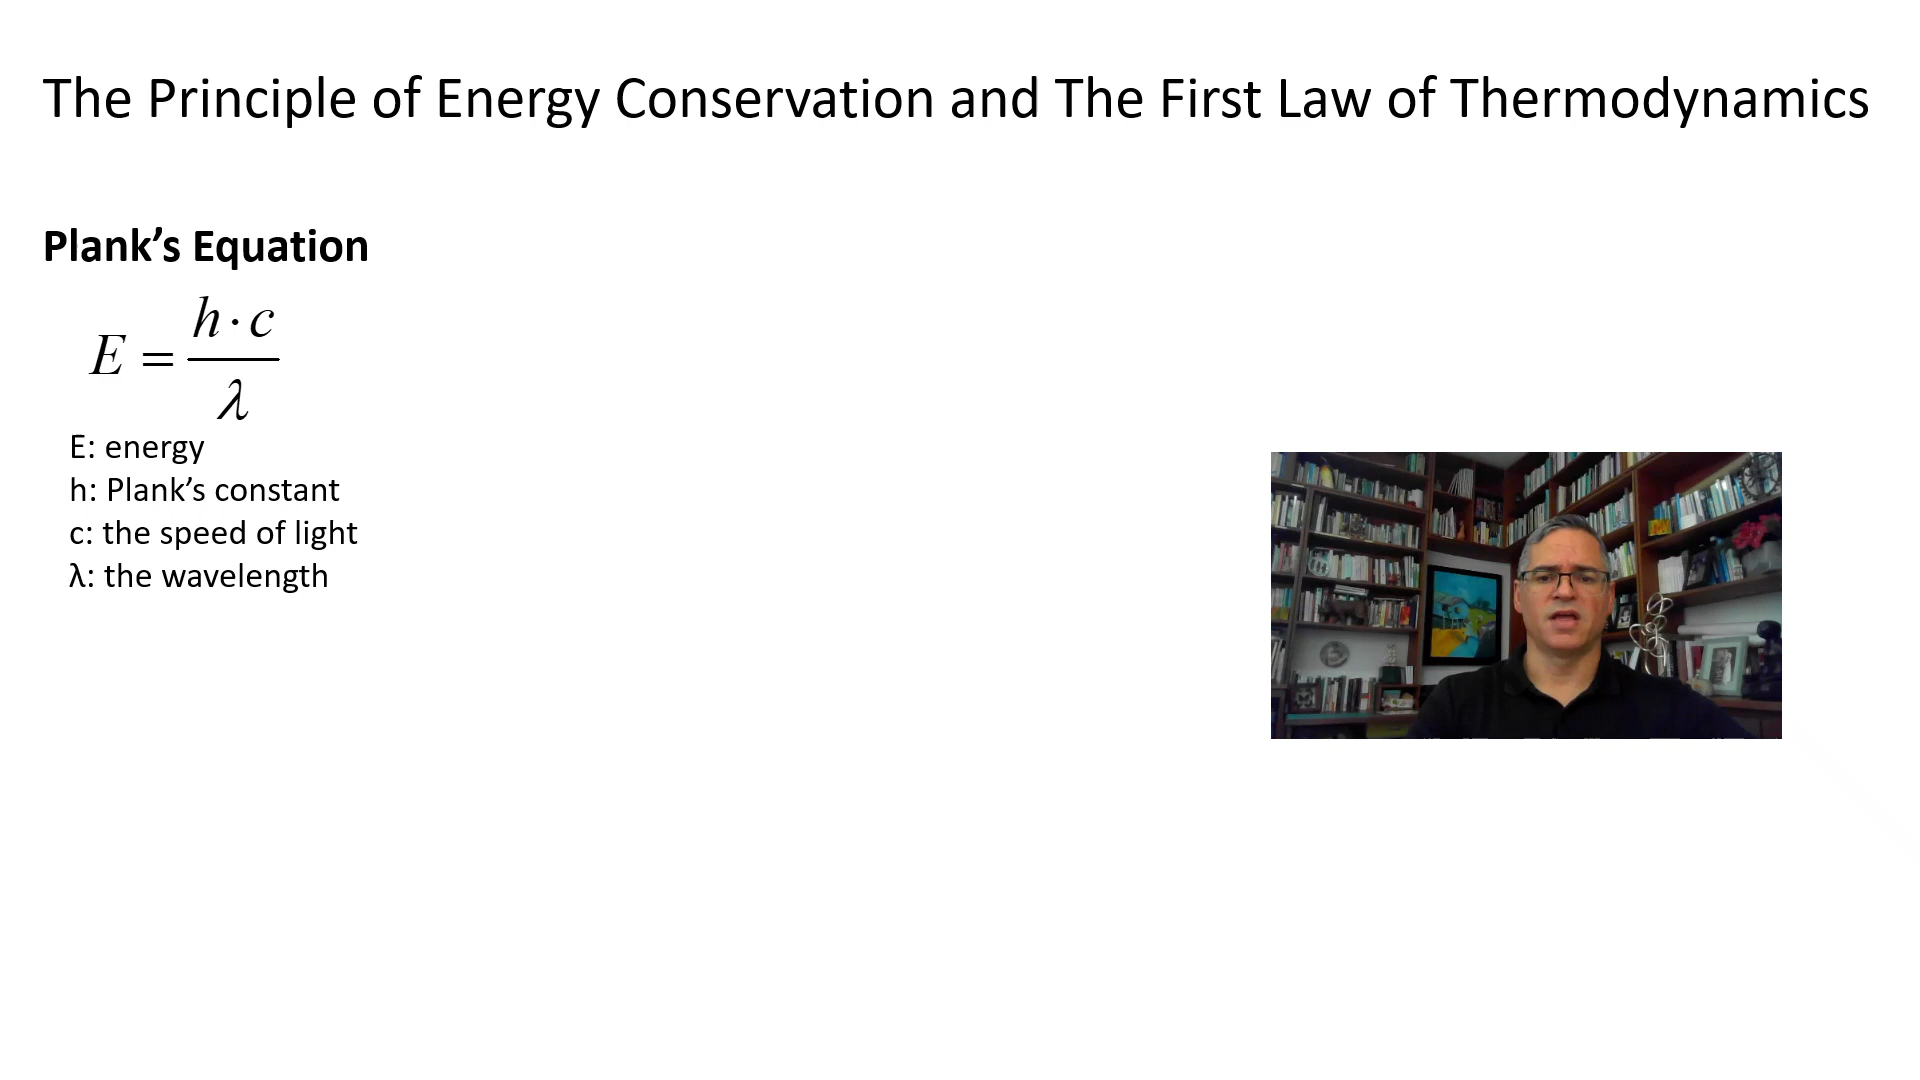 The Principle of Energy Conservation and The First Law of Thermodynamics
Plank’s Equation
E = h · c / λ
E: energy
h: Plank’s constant
c: the speed of light
λ: the wavelength